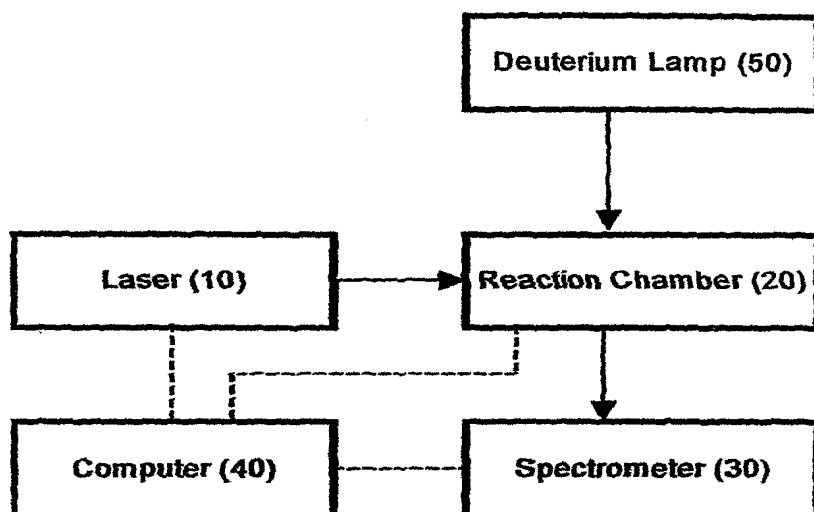 Deuterium Lamp (50)
Laser (10)
Reaction Chamber (20)
Computer (40)
Spectrometer (30)